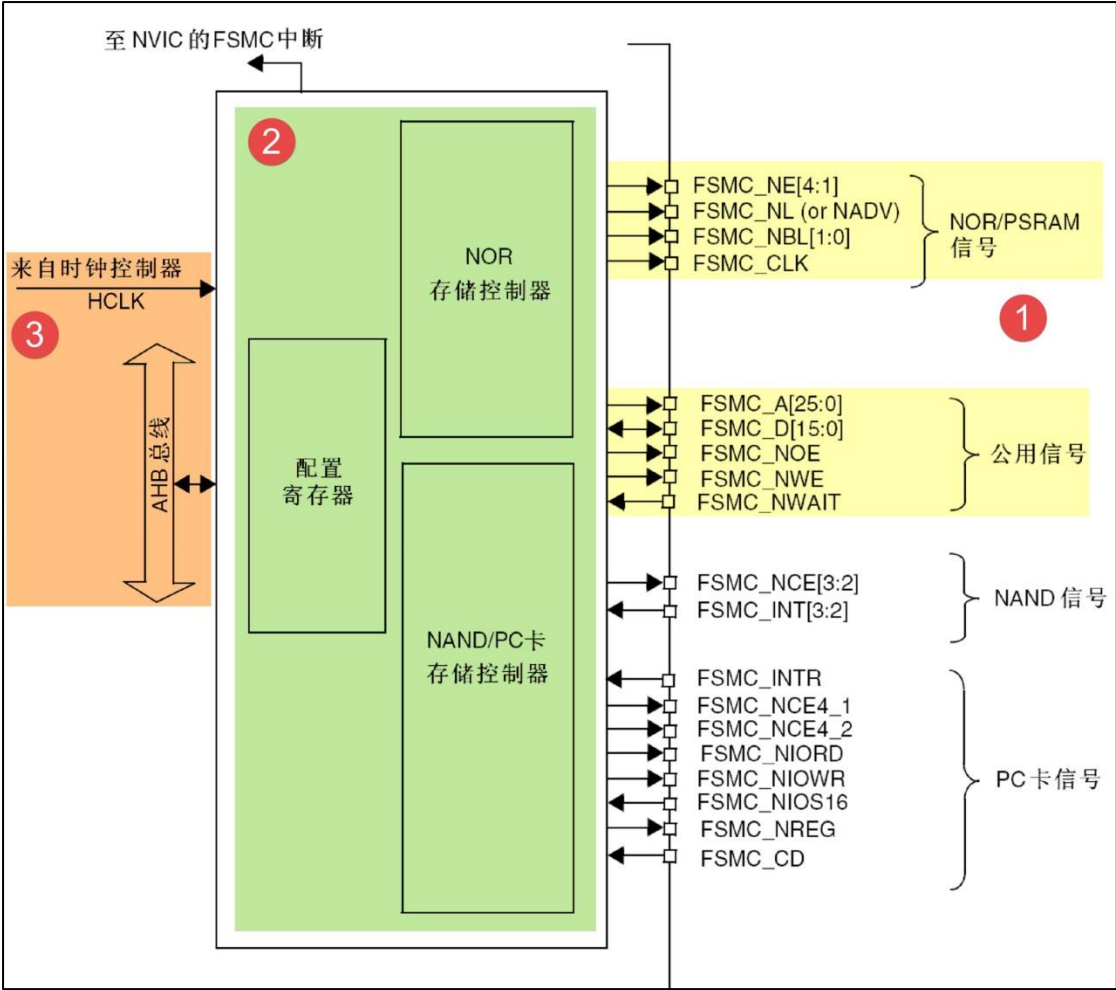 至 NVIC 的FSMC中断
2
FSMC_NE[4:1]
FSMC_NL (or NADV)
FSMC_NBL[1:0]
FSMC_CLK
NOR/PSRAM
信号
1
NOR
存储控制器
来自时钟控制器
HCLK
3
AHB 总线
配置
寄存器
FSMC_A[25:0]
FSMC_D[15:0]
FSMC_NOE
FSMC_NWE
FSMC_NWAIT
公用信号
FSMC_NCE[3:2]
FSMC_INT[3:2]
NAND 信号
NAND/PC卡
存储控制器
FSMC_INTR
FSMC_NCE4_1
FSMC_NCE4_2
FSMC_NIORD
FSMC_NIOWR
FSMC_NIOS16
FSMC_NREG
FSMC_CD
PC 卡信号